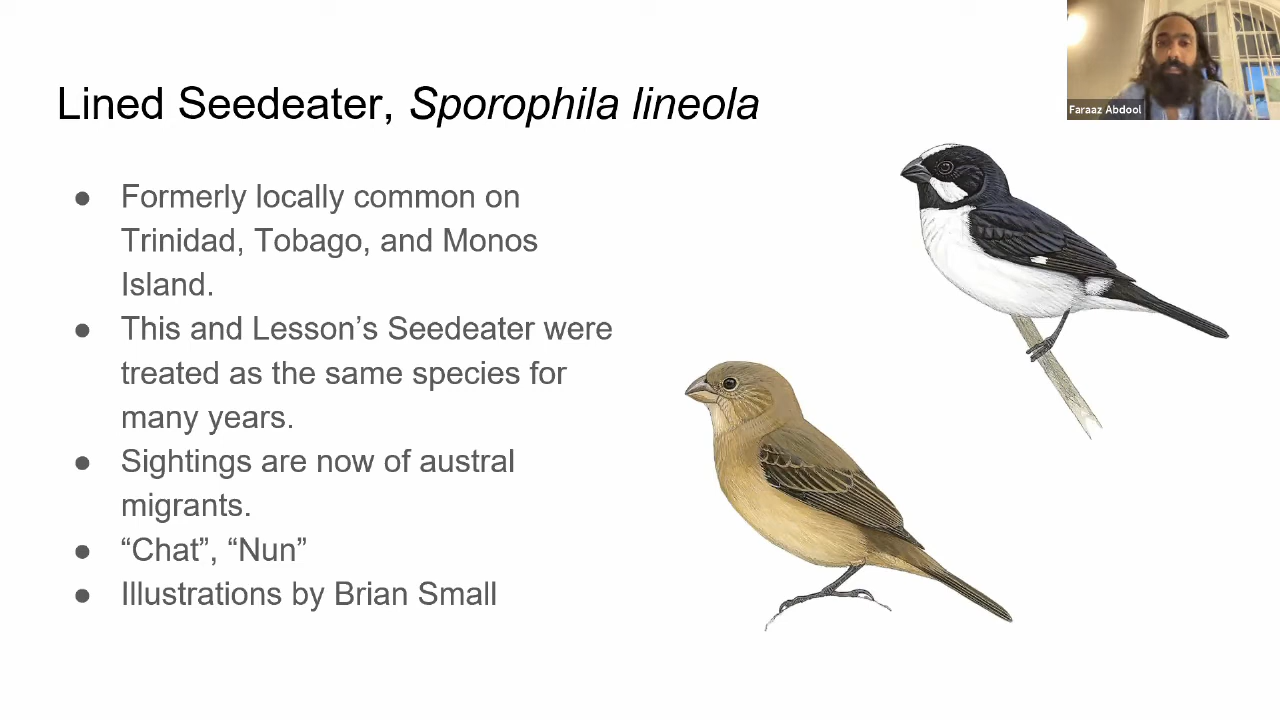 Faraaz Abdool
Lined Seedeater, Sporophila lineola
● Formerly locally common on
Trinidad, Tobago, and Monos
Island.
● This and Lesson’s Seedeater were
treated as the same species for
many years.
● Sightings are now of austral
migrants.
● “Chat”, “Nun”
● Illustrations by Brian Small